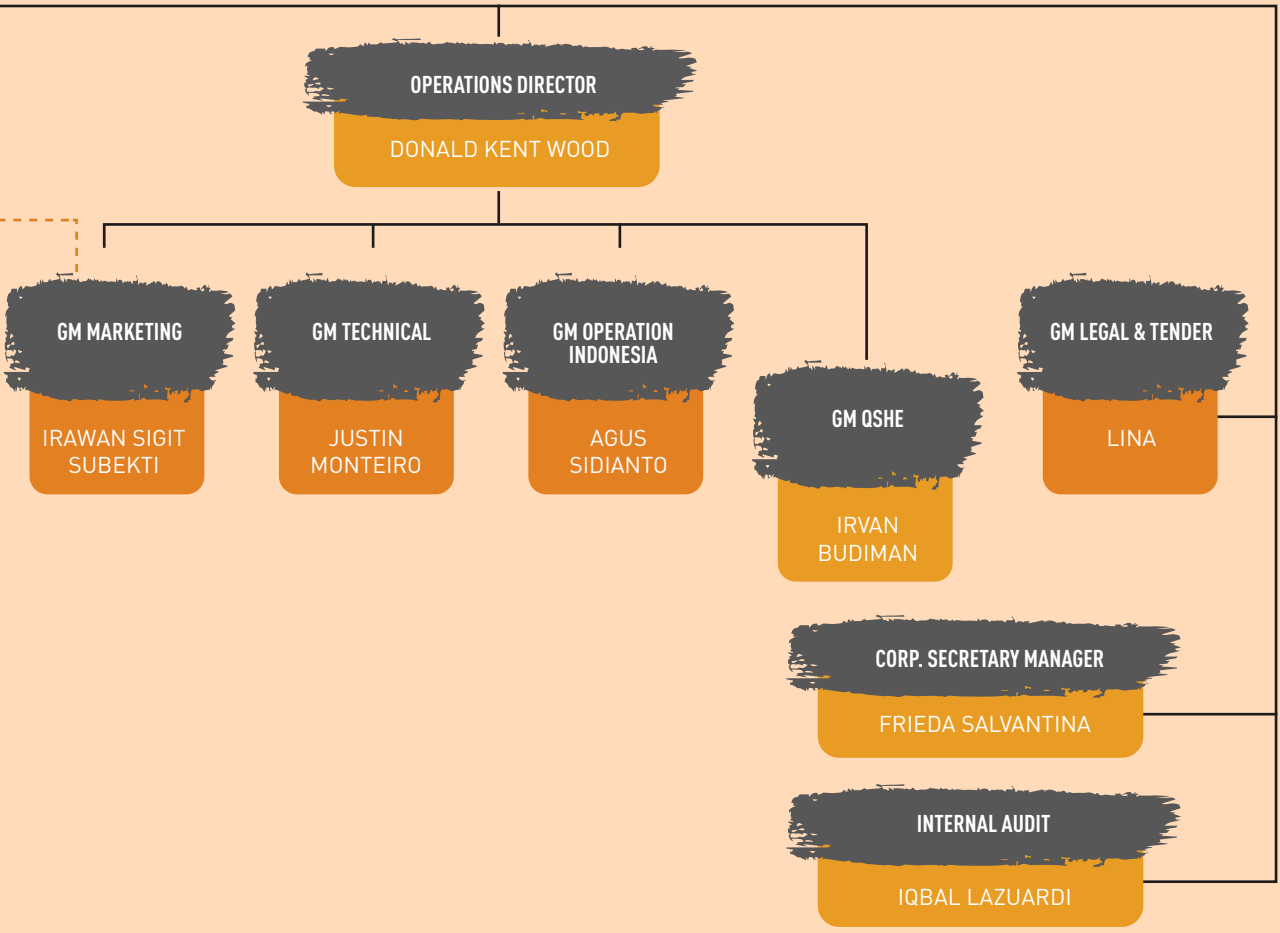 OPERATIONS DIRECTOR
DONALD KENT WOOD
GM MARKETING
IRAWAN SIGIT
SUBEKTI
GM TECHNICAL
JUSTIN
MONTEIRO
GM OPERATION
INDONESIA
AGUS
SIDIANTO
GM QSHE
IRVAN
BUDIMAN
GM LEGAL & TENDER
LINA
CORP. SECRETARY MANAGER
FRIEDA SALVANTINA
INTERNAL AUDIT
IQBAL LAZUARDI